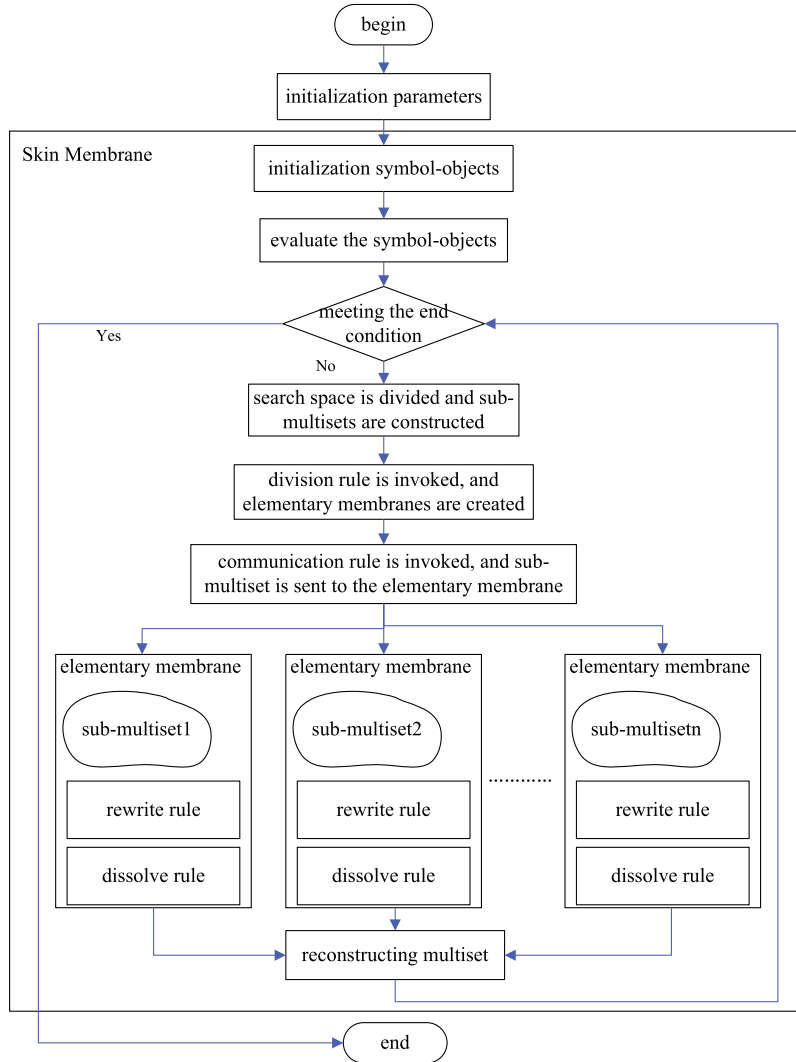 begin
initialization parameters
Skin Membrane
initialization symbol-objects
evaluate the symbol-objects
meeting the end
condition
Yes
No
search space is divided and sub-
multisets are constructed
division rule is invoked, and
elementary membranes are created
communication rule is invoked, and sub-
multiset is sent to the elementary membrane
elementary membrane
sub-multiset1
rewrite rule
dissolve rule
elementary membrane
sub-multiset2
rewrite rule
dissolve rule
............
elementary membrane
sub-multisetn
rewrite rule
dissolve rule
reconstructing multiset
end